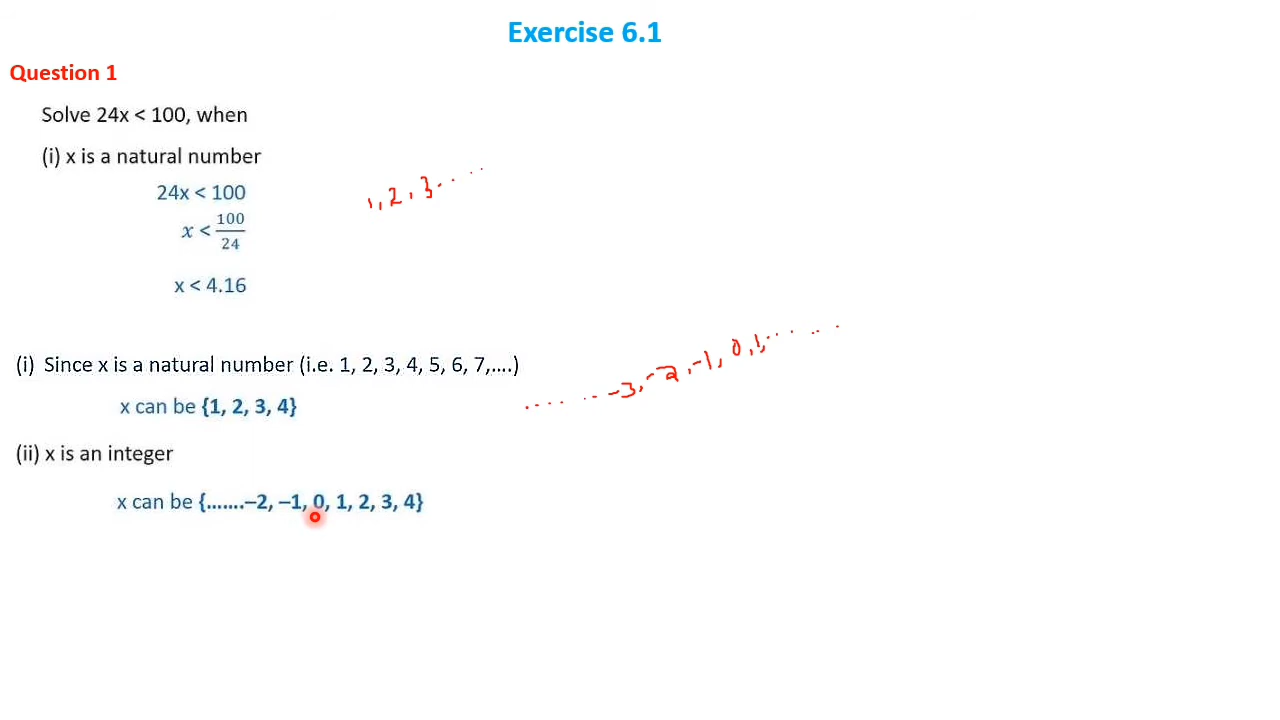 Exercise 6.1
Question 1
Solve 24x < 100, when
(i) x is a natural number
24x < 100
1, 2, 3 . . . . .
x < 100/24
x < 4.16
. . . . . . . -3, -2, -1, 0, 1, . . . . . . .
(i) Since x is a natural number (i.e. 1, 2, 3, 4, 5, 6, 7,....)
x can be {1, 2, 3, 4}
(ii) x is an integer
x can be {.......–2, –1, 0, 1, 2, 3, 4}